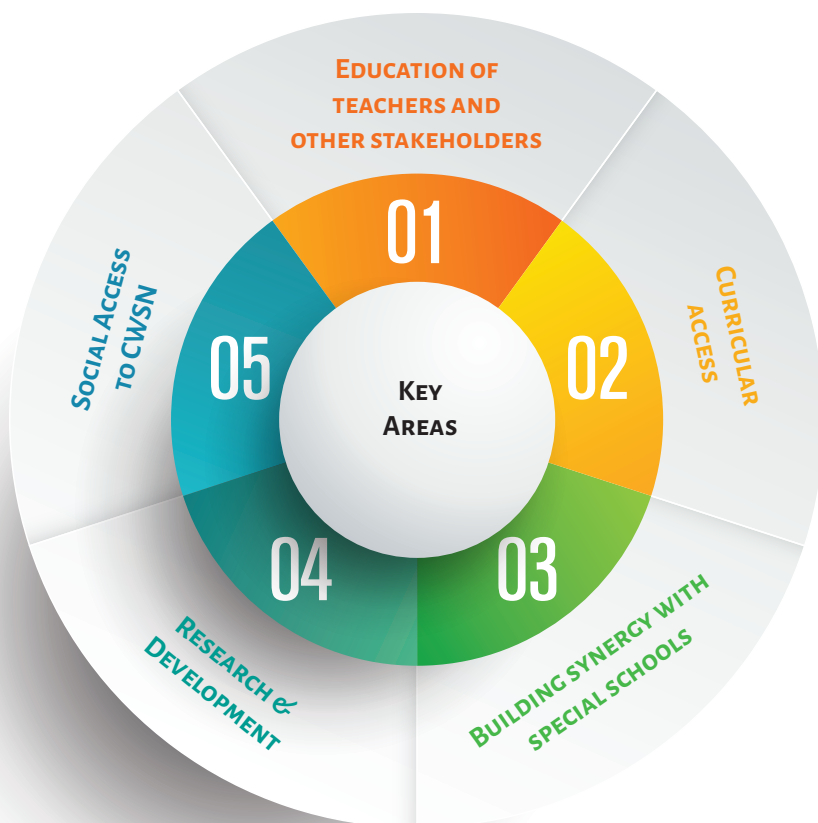 Key
Areas
01
Education of
teachers and
other stakeholders
02
Curricular
access
03
Building synergy with
special schools
04
Research &
Development
05
Social Access
to CWSN